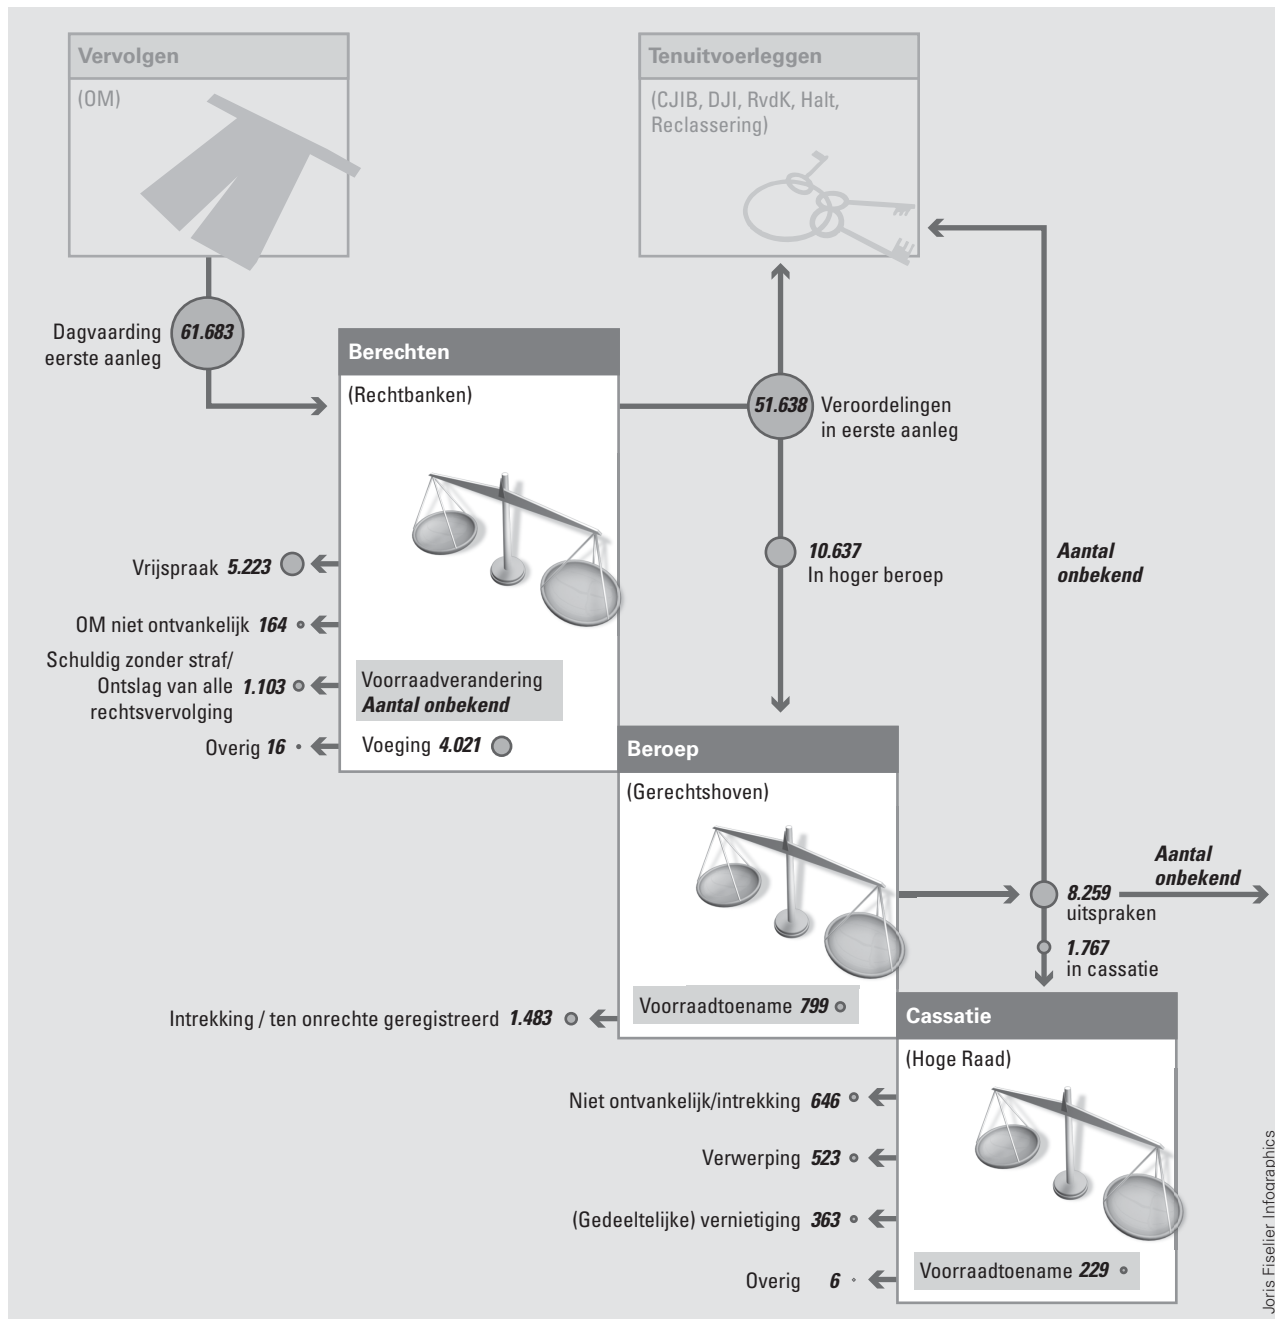 Vervolgen
(OM)
Tenuitvoerleggen
(CJIB, DJI, RvdK, Halt,
Reclassering)
Dagvaarding
eerste aanleg
61.683
Berechten
(Rechtbanken)
51.638
Veroordelingen
in eerste aanleg
Vrijspraak 5.223
OM niet ontvankelijk 164
Schuldig zonder straf/
Ontslag van alle 1.103
rechtsvervolging
Overig 16
Voorraadverandering
Aantal onbekend
Voeging 4.021
10.637
In hoger beroep
Aantal
onbekend
Beroep
(Gerechtshoven)
Aantal
onbekend
8.259
uitspraken
1.767
in cassatie
Voorraadtoename 799
Intrekking / ten onrechte geregistreerd 1.483
Cassatie
(Hoge Raad)
Niet ontvankelijk/intrekking 646
Verwerping 523
(Gedeeltelijke) vernietiging 363
Overig 6
Voorraadtoename 229
Joris Fiselier Infographics